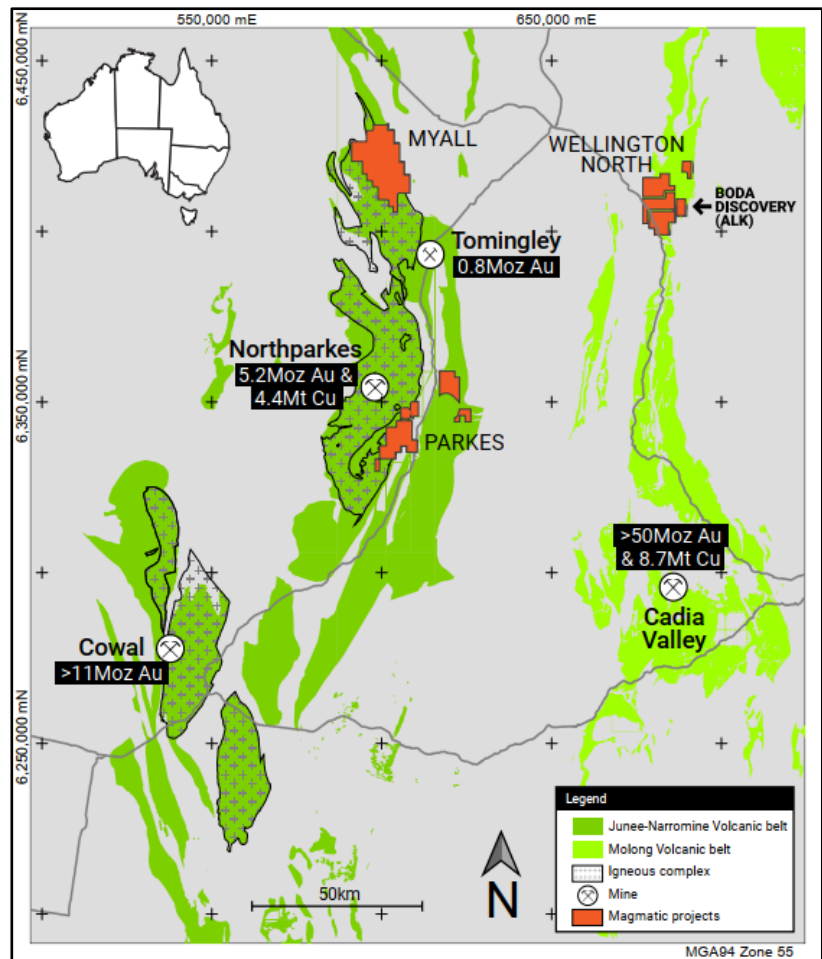 550,000 mE
650,000 mE
6,450,000 mN
MYALL
WELLINGTON
NORTH
BODA
DISCOVERY
(ALK)
Tomingley
0.8Moz Au
Northparkes
5.2Moz Au &
4.4Mt Cu
6,350,000 mN
PARKES
>50Moz Au
& 8.7Mt Cu
Cadia
Valley
Cowal
>11Moz Au
6,250,000 mN
Legend
Junee-Narromine Volcanic belt
Molong Volcanic belt
Igneous complex
Mine
Magmatic projects
50km
N
MGA94 Zone 55